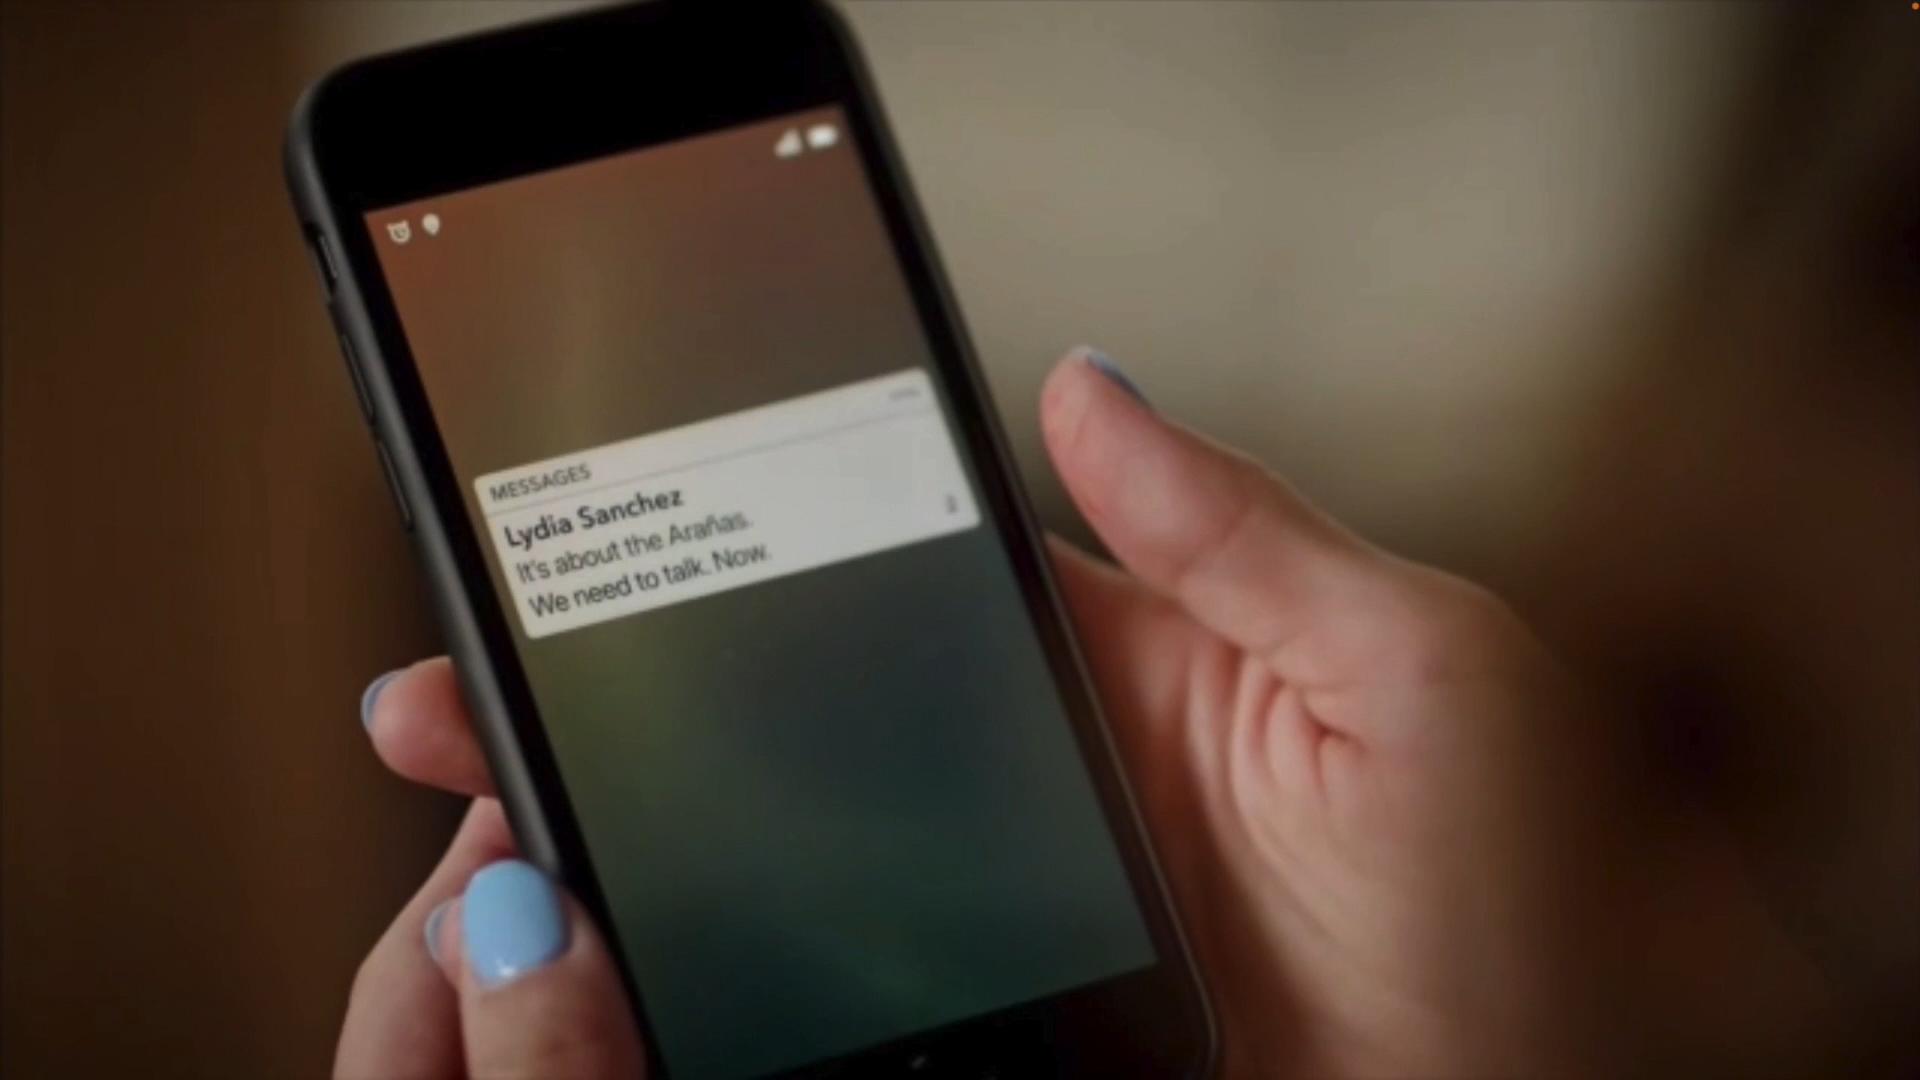 MESSAGES
Lydia Sanchez
It's about the Arañas.
We need to talk. Now.